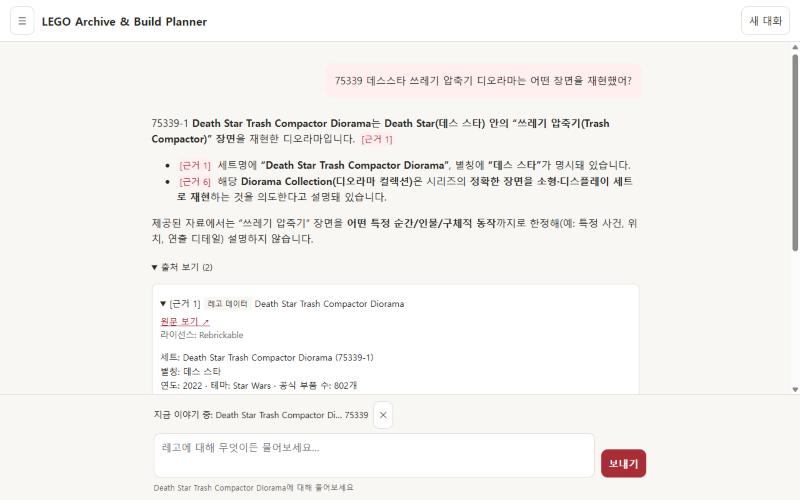 ☰ LEGO Archive & Build Planner 새 대화
75339 데스스타 쓰레기 압축기 디오라마는 어떤 장면을 재현했어?
75339-1 Death Star Trash Compactor Diorama는 Death Star(데스 스타) 안의 “쓰레기 압축기(Trash
Compactor)” 장면을 재현한 디오라마입니다. [근거 1]
• [근거 1] 세트명에 “Death Star Trash Compactor Diorama”, 별칭에 “데스 스타”가 명시돼 있습니다.
• [근거 6] 해당 Diorama Collection(디오라마 컬렉션)은 시리즈의 정확한 장면을 소형·디스플레이 세트
로 재현하는 것을 의도한다고 설명돼 있습니다.
제공된 자료에서는 “쓰레기 압축기” 장면을 어떤 특정 순간/인물/구체적 동작까지로 한정해(예: 특정 사건, 위
치, 연출 디테일) 설명하지 않습니다.
▼ 출처 보기 (2)
▼ [근거 1] 레고 데이터 Death Star Trash Compactor Diorama
원문 보기 ↗
라이선스: Rebrickable
세트: Death Star Trash Compactor Diorama (75339-1)
별칭: 데스 스타
연도: 2022 · 테마: Star Wars · 공식 부품 수: 802개
지금 이야기 중: Death Star Trash Compactor Di... 75339 ✕
레고에 대해 무엇이든 물어보세요...
보내기
Death Star Trash Compactor Diorama에 대해 물어보세요